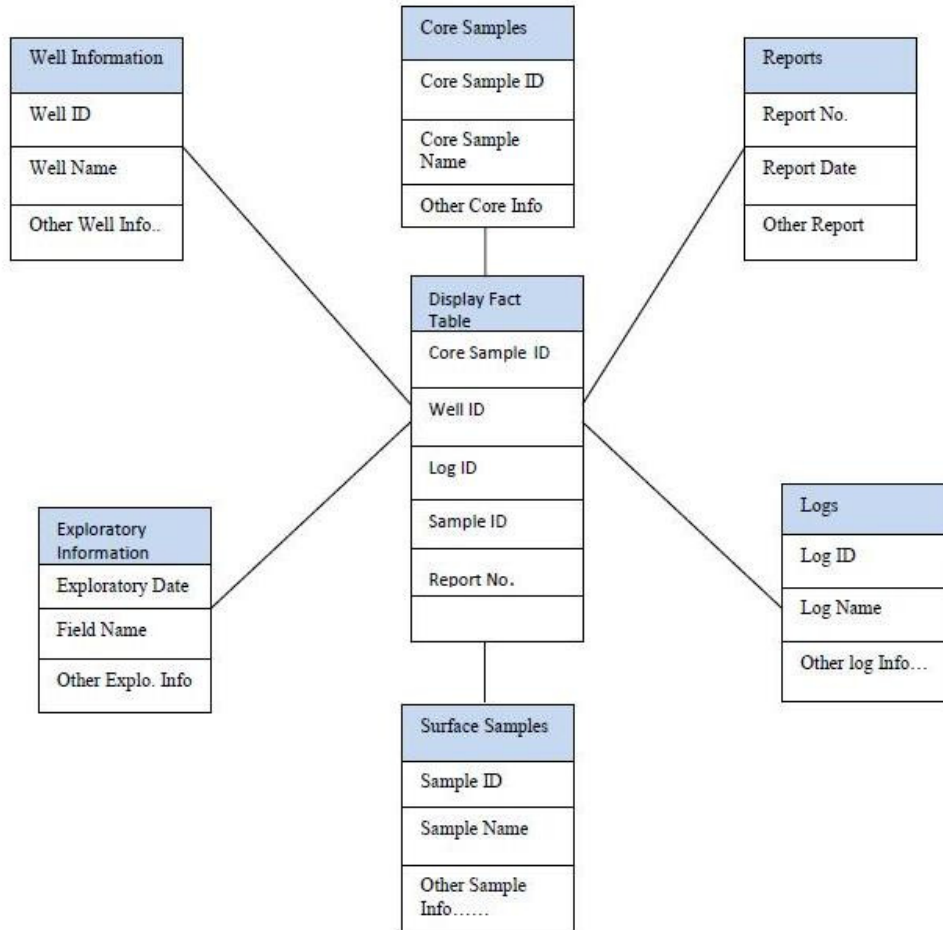 Well Information
Well ID
Well Name
Other Well Info..
Core Samples
Core Sample ID
Core Sample
Name
Other Core Info
Reports
Report No.
Report Date
Other Report
Display Fact
Table
Core Sample ID
Well ID
Log ID
Sample ID
Report No.
Exploratory
Information
Exploratory Date
Field Name
Other Explo. Info
Logs
Log ID
Log Name
Other log Info…
Surface Samples
Sample ID
Sample Name
Other Sample
Info……